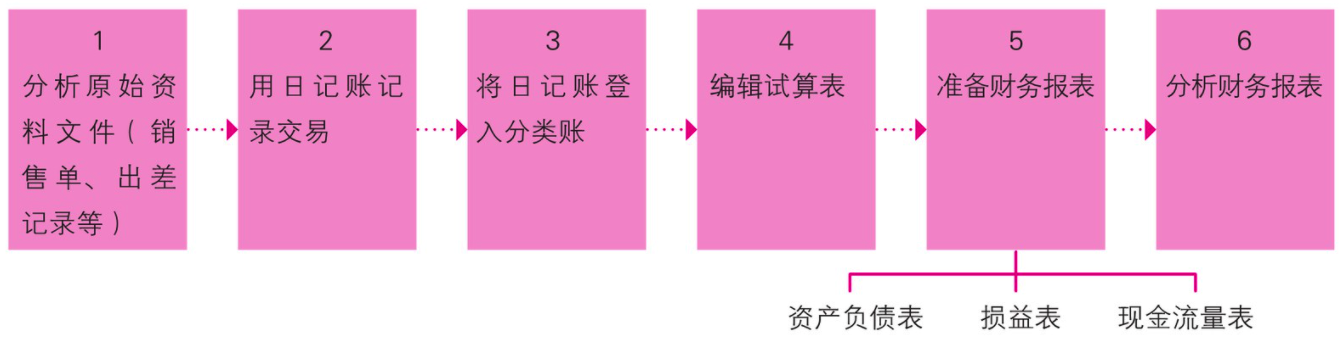 1
分析原始资
料文件（销
售单、出差
记录等）
2
用日记账记
录交易
3
将日记账登
入分类账
4
编辑试算表
5
准备财务报表
6
分析财务报表
资产负债表
损益表
现金流量表